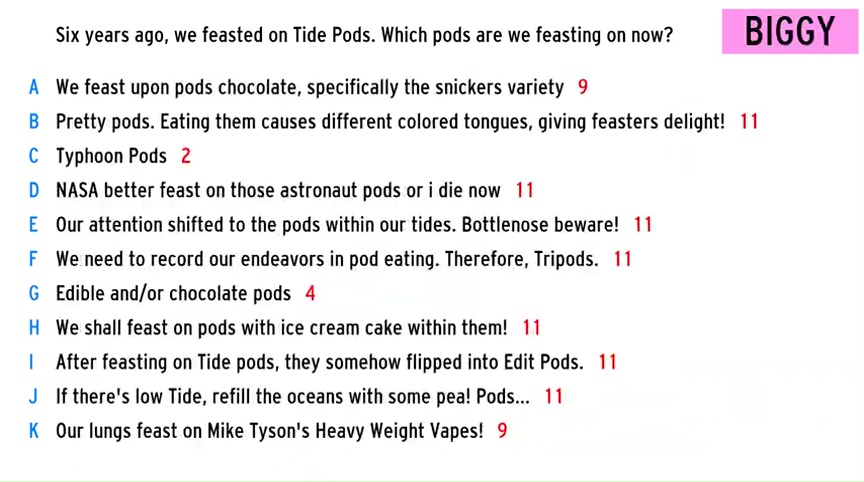 Six years ago, we feasted on Tide Pods. Which pods are we feasting on now?
BIGGY
A We feast upon pods chocolate, specifically the snickers variety 9
B Pretty pods. Eating them causes different colored tongues, giving feasters delight! 11
C Typhoon Pods 2
D NASA better feast on those astronaut pods or i die now 11
E Our attention shifted to the pods within our tides. Bottlenose beware! 11
F We need to record our endeavors in pod eating. Therefore, Tripods. 11
G Edible and/or chocolate pods 4
H We shall feast on pods with ice cream cake within them! 11
I After feasting on Tide pods, they somehow flipped into Edit Pods. 11
J If there's low Tide, refill the oceans with some pea! Pods... 11
K Our lungs feast on Mike Tyson's Heavy Weight Vapes! 9